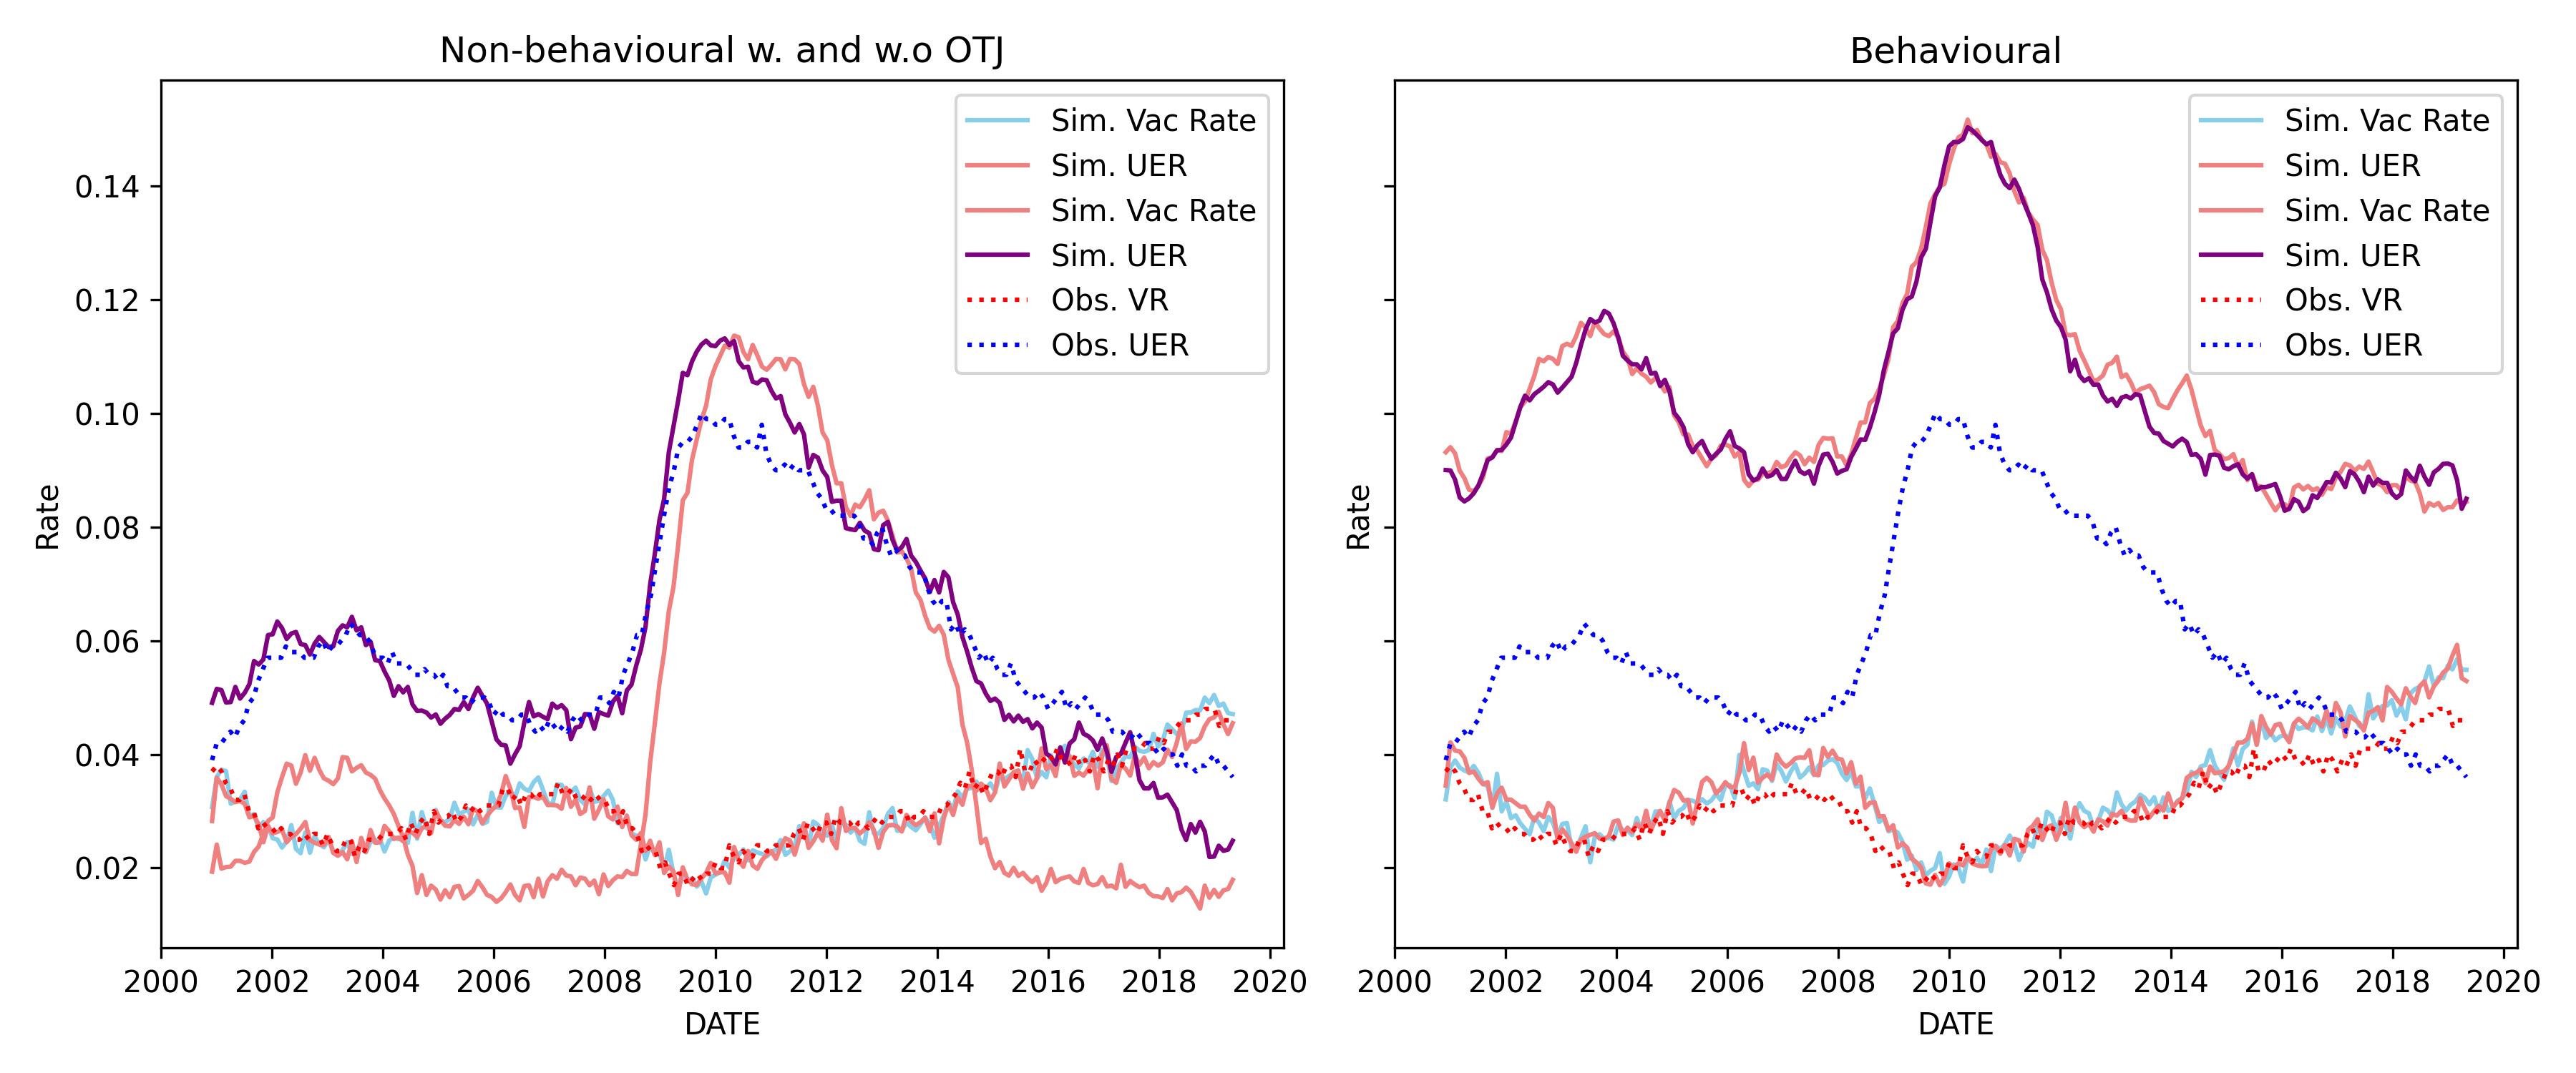 Non-behavioural w. and w.o OTJ
Rate
0.14
0.12
0.10
0.08
0.06
0.04
0.02
Sim. Vac Rate
Sim. UER
Sim. Vac Rate
Sim. UER
Obs. VR
Obs. UER
2000 2002 2004 2006 2008 2010 2012 2014 2016 2018 2020
DATE
Behavioural
Rate
Sim. Vac Rate
Sim. UER
Sim. Vac Rate
Sim. UER
Obs. VR
Obs. UER
2000 2002 2004 2006 2008 2010 2012 2014 2016 2018 2020
DATE